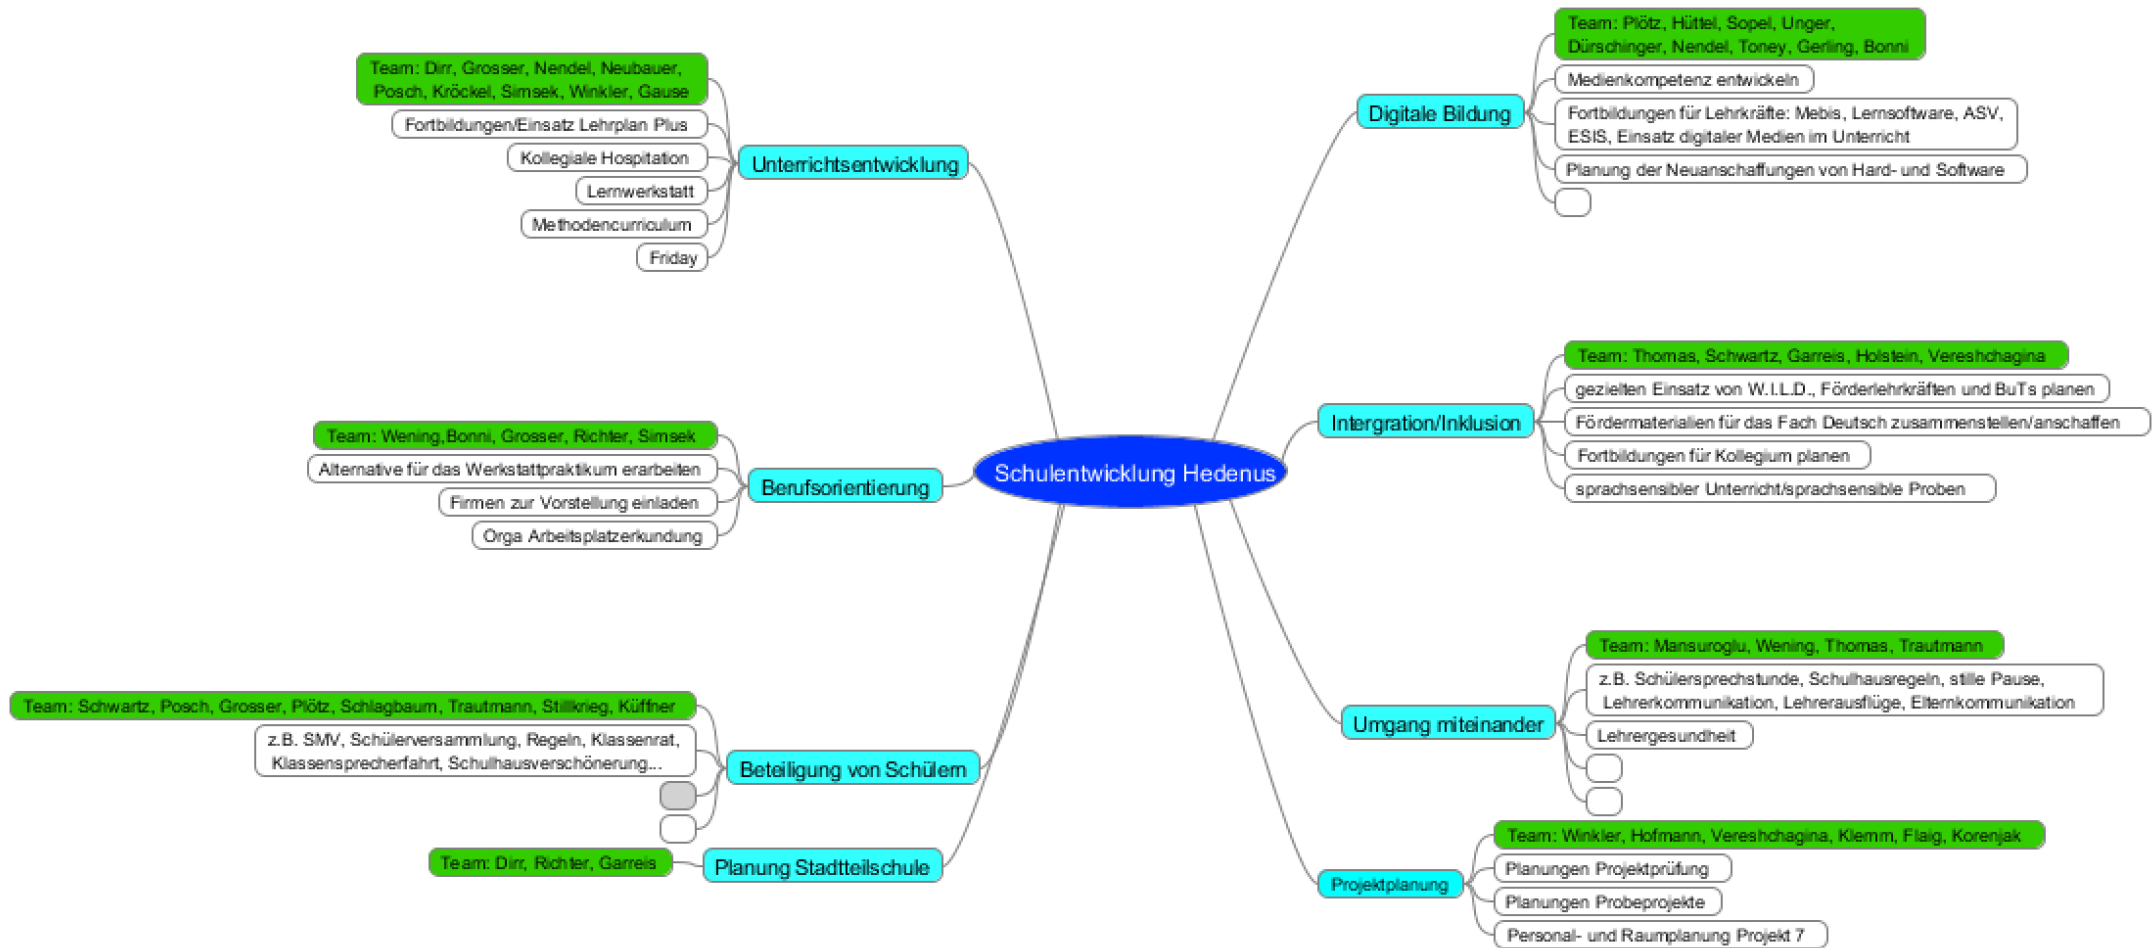 Schulentwicklung Hedenus
Unterrichtsentwicklung
Team: Dirr, Grosser, Nendel, Neubauer,
Posch, Kröckel, Simsek, Winkler, Gause
Fortbildungen/Einsatz Lehrplan Plus
Kollegiale Hospitation
Lernwerkstatt
Methodencurriculum
Friday
Berufsorientierung
Team: Wening,Bonni, Grosser, Richter, Simsek
Alternative für das Werkstattpraktikum erarbeiten
Firmen zur Vorstellung einladen
Orga Arbeitsplatzerkundung
Beteiligung von Schülern
Team: Schwartz, Posch, Grosser, Plötz, Schlagbaum, Trautmann, Stillkrieg, Küffner
z.B. SMV, Schülerversammlung, Regeln, Klassenrat,
Klassensprecherfahrt, Schulhausverschönerung...
Planung Stadtteilschule
Team: Dirr, Richter, Garreis
Digitale Bildung
Team: Plötz, Hüttel, Sopel, Unger,
Dürschinger, Nendel, Toney, Gerling, Bonni
Medienkompetenz entwickeln
Fortbildungen für Lehrkräfte: Mebis, Lernsoftware, ASV,
ESIS, Einsatz digitaler Medien im Unterricht
Planung der Neuanschaffungen von Hard- und Software
Intergration/Inklusion
Team: Thomas, Schwartz, Garreis, Holstein, Vereshchagina
gezielten Einsatz von W.I.L.D., Förderlehrkräften und BuTs planen
Fördermaterialien für das Fach Deutsch zusammenstellen/anschaffen
Fortbildungen für Kollegium planen
sprachsensibler Unterricht/sprachsensible Proben
Umgang miteinander
Team: Mansuroglu, Wening, Thomas, Trautmann
z.B. Schülersprechstunde, Schulhausregeln, stille Pause,
Lehrerkommunikation, Lehrerausflüge, Elternkommunikation
Lehrergesundheit
Projektplanung
Team: Winkler, Hofmann, Vereshchagina, Klemm, Flaig, Korenjak
Planungen Projektprüfung
Planungen Probeprojekte
Personal- und Raumplanung Projekt 7